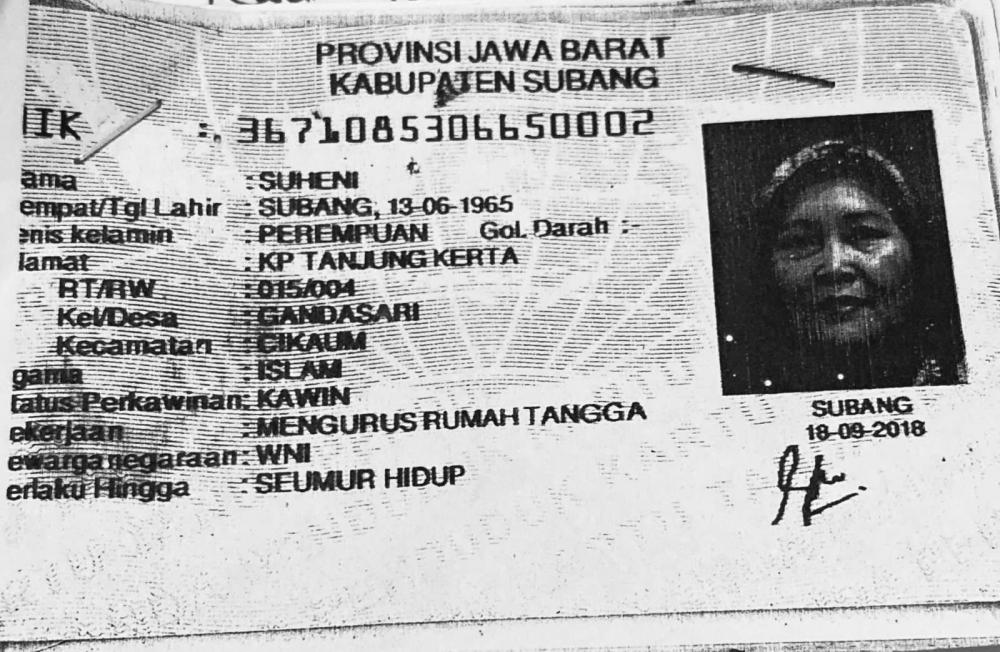 PROVINSI JAWA BARAT
KABUPATEN SUBANG
IK : 3671085306650002
ama : SUHENI
empat/Tgl Lahir : SUBANG, 13-06-1965
enis kelamin : PEREMPUAN Gol. Darah : -
lamat : KP TANJUNG KERTA
RT/RW : 015/004
Kel/Desa : GANDASARI
Kecamatan : CIKAUM
gama : ISLAM
tatus Perkawinan: KAWIN
ekerjaan : MENGURUS RUMAH TANGGA
ewarganegaraan: WNI
erlaku Hingga : SEUMUR HIDUP
SUBANG
18-09-2018